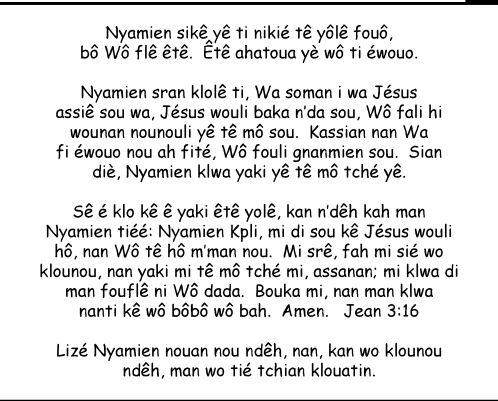 Nyamien sikê yê ti nikié tê yôlê fouô,
bô Wô flê êtê. Êtê ahatoua yè wô ti éwouo.
Nyamien sran klolê ti, Wa soman i wa Jésus
assiê sou wa, Jésus wouli baka n'da sou, Wô fali hi
wounan nounouli yê tê mô sou. Kassian nan Wa
fi éwouo nou ah fité, Wô fouli gnanmien sou. Sian
diè, Nyamien klwa yaki yê tê mô tché yê.
Sê é klo kê ê yaki êtê yolê, kan n'dêh kah man
Nyamien tiéé: Nyamien Kpli, mi di sou kê Jésus wouli
hô, nan Wô tê hô m'man nou. Mi srê, fah mi sié wo
klounou, nan yaki mi tê mô tché mi, assanan; mi klwa di
man fouflê ni Wô dada. Bouka mi, nan man klwa
nanti kê wô bôbô wô bah. Amen. Jean 3:16
Lizé Nyamien nouan nou ndêh, nan, kan wo klounou
ndêh, man wo tié tchian klouatin.